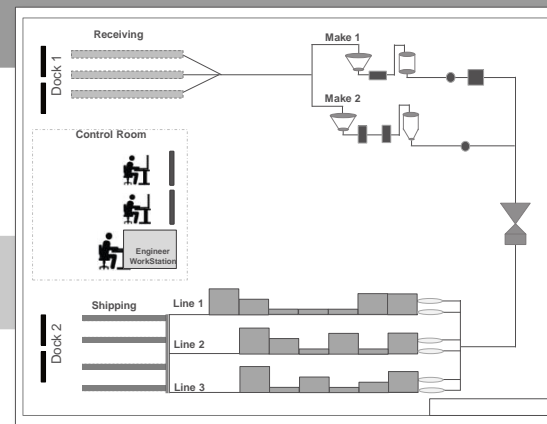 Receiving
Dock 1
Make 1
Make 2
Control Room
Engineer
WorkStation
Shipping
Dock 2
Line 1
Line 2
Line 3